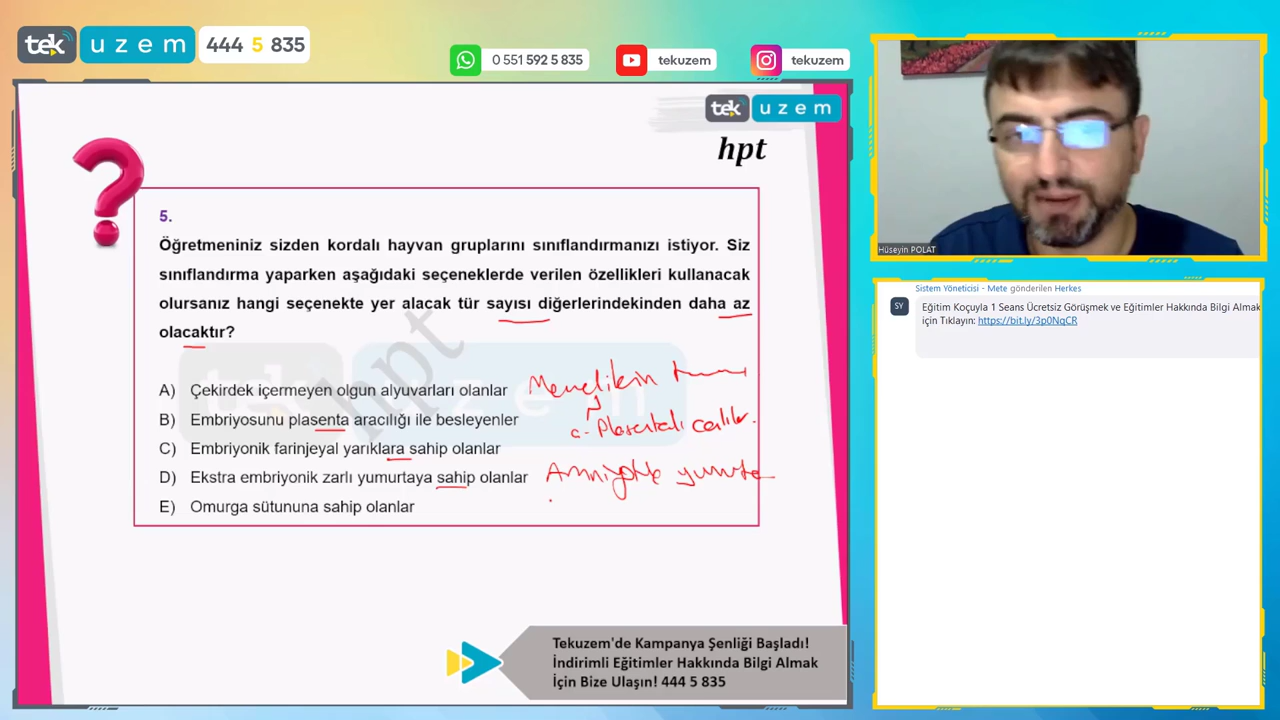 tek uzem 444 5 835
0 551 592 5 835
tekuzem
tekuzem
tek uzem
hpt
5.
Öğretmeniniz sizden kordalı hayvan gruplarını sınıflandırmanızı istiyor. Siz
sınıflandırma yaparken aşağıdaki seçeneklerde verilen özellikleri kullanacak
olursanız hangi seçenekte yer alacak tür sayısı diğerlerindekinden daha az
olacaktır?
A) Çekirdek içermeyen olgun alyuvarları olanlar
B) Embriyosunu plasenta aracılığı ile besleyenler
C) Embriyonik farinjeyal yarıklara sahip olanlar
D) Ekstra embriyonik zarlı yumurtaya sahip olanlar
E) Omurga sütununa sahip olanlar
Memelilerin
Plasentalı
yumurta
tek uzem
hpt
Tekuzem'de Kampanya Şenliği Başladı!
İndirimli Eğitimler Hakkında Bilgi Almak
İçin Bize Ulaşın! 444 5 835
Hüseyin POLAT
Sistem Yöneticisi - Mete gönderilen Herkes
SY
Eğitim Koçuyla 1 Seans Ücretsiz Görüşmek ve Eğitimler Hakkında Bilgi Almak
için Tıklayın: https://bit.ly/3p0NqCR